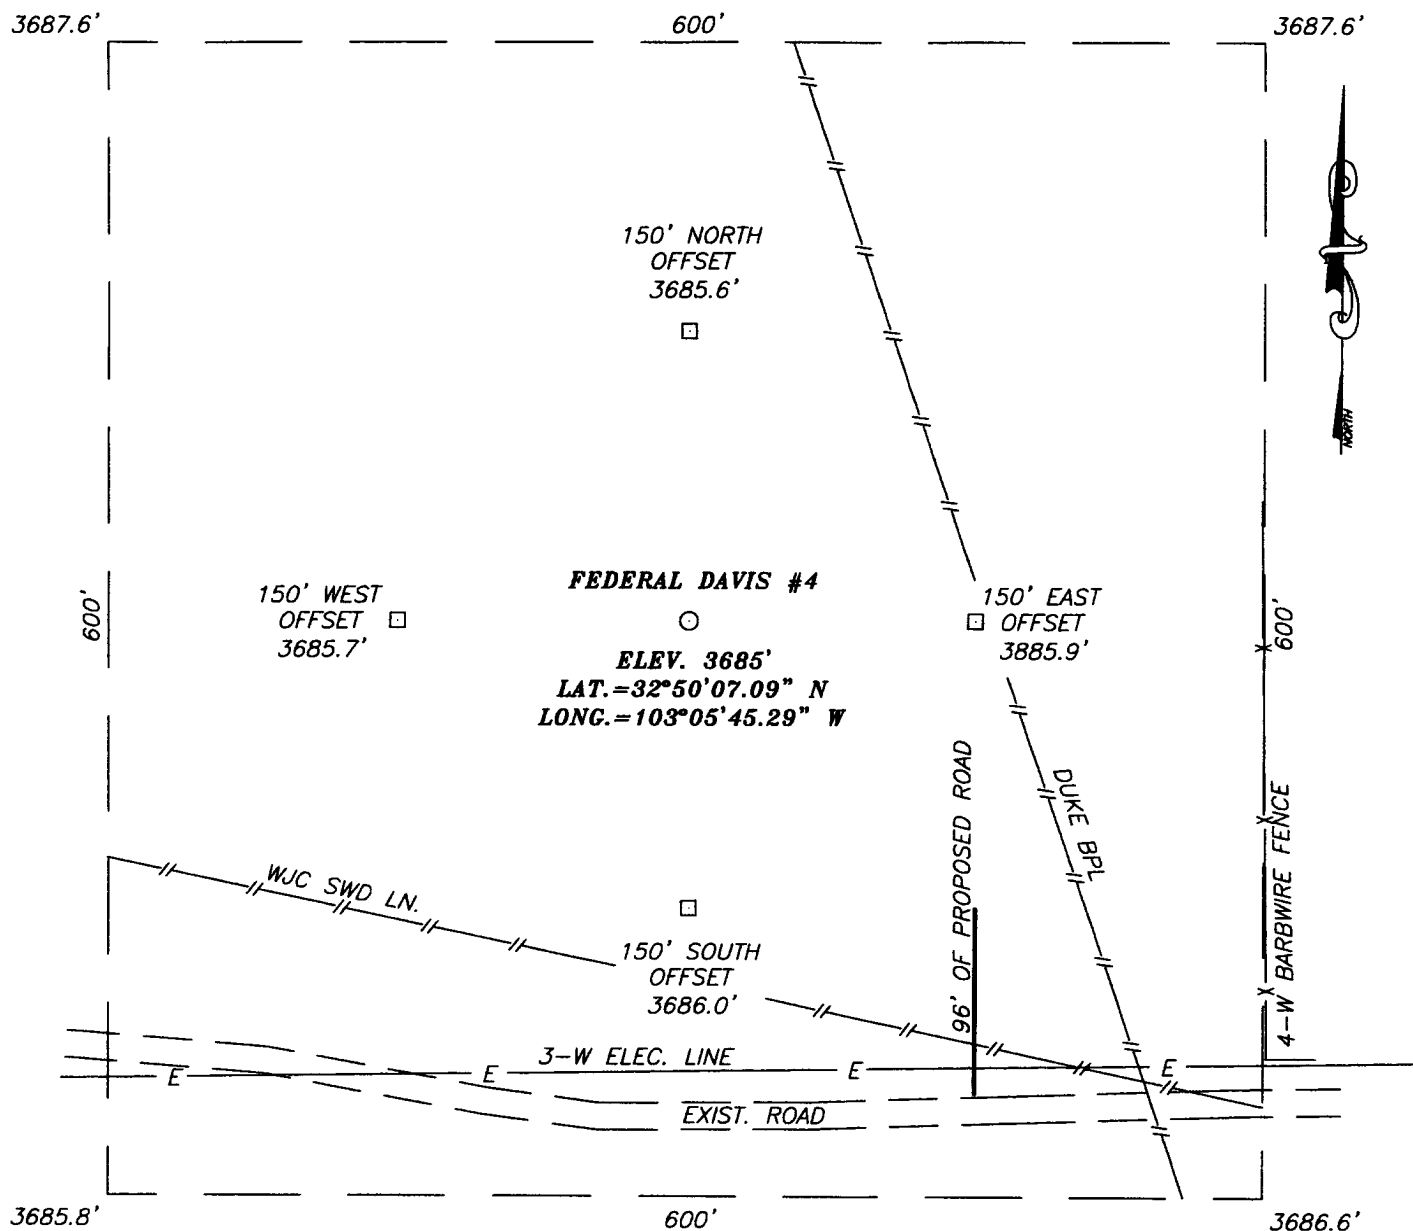 3687.6'
600'
3687.6'
150' NORTH
OFFSET
3685.6'
NORTH
FEDERAL DAVIS #4
150' WEST
OFFSET
3685.7'
150' EAST
OFFSET
3885.9'
600'
600'
ELEV. 3685'
LAT.=32°50'07.09" N
LONG.=103°05'45.29" W
96' OF PROPOSED ROAD
DUKE BPL
4-W BARBWIRE FENCE
WJC SWD LN.
150' SOUTH
OFFSET
3686.0'
3-W ELEC. LINE
E
E
E
E
EXIST. ROAD
3685.8'
600'
3686.6'